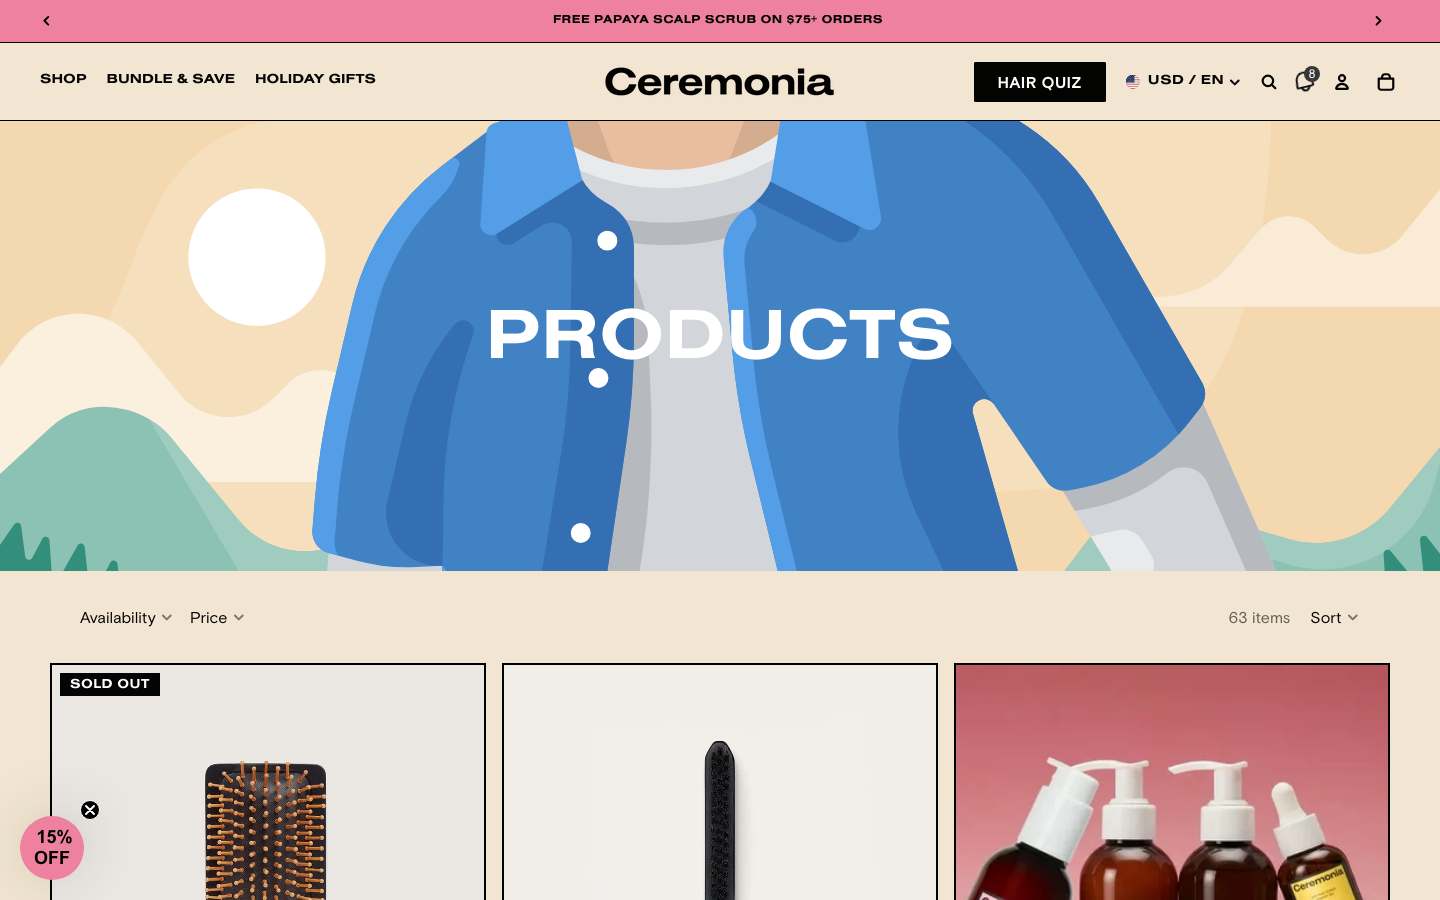 FREE PAPAYA SCALP SCRUB ON $75+ ORDERS
SHOP
BUNDLE & SAVE
HOLIDAY GIFTS
Ceremonia
HAIR QUIZ
USD / EN
8
PRODUCTS
Availability
Price
63 items
Sort
SOLD OUT
Ceremonia
15%
OFF